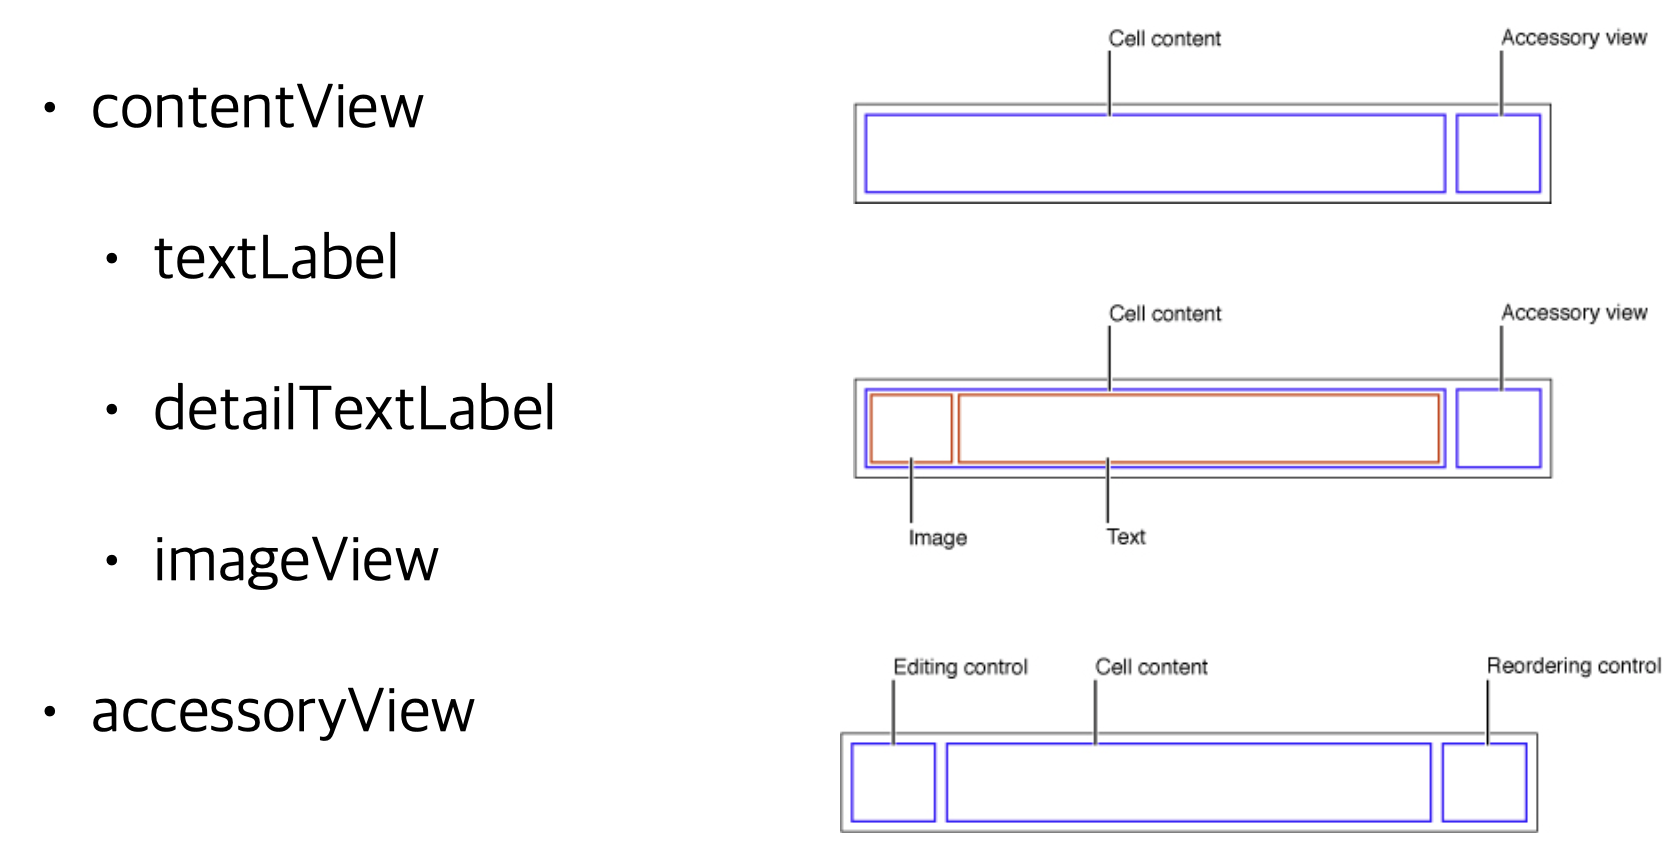 contentView
textLabel
detailTextLabel
imageView
accessoryView
Cell content
Accessory view
Cell content
Accessory view
Image
Text
Editing control
Cell content
Reordering control